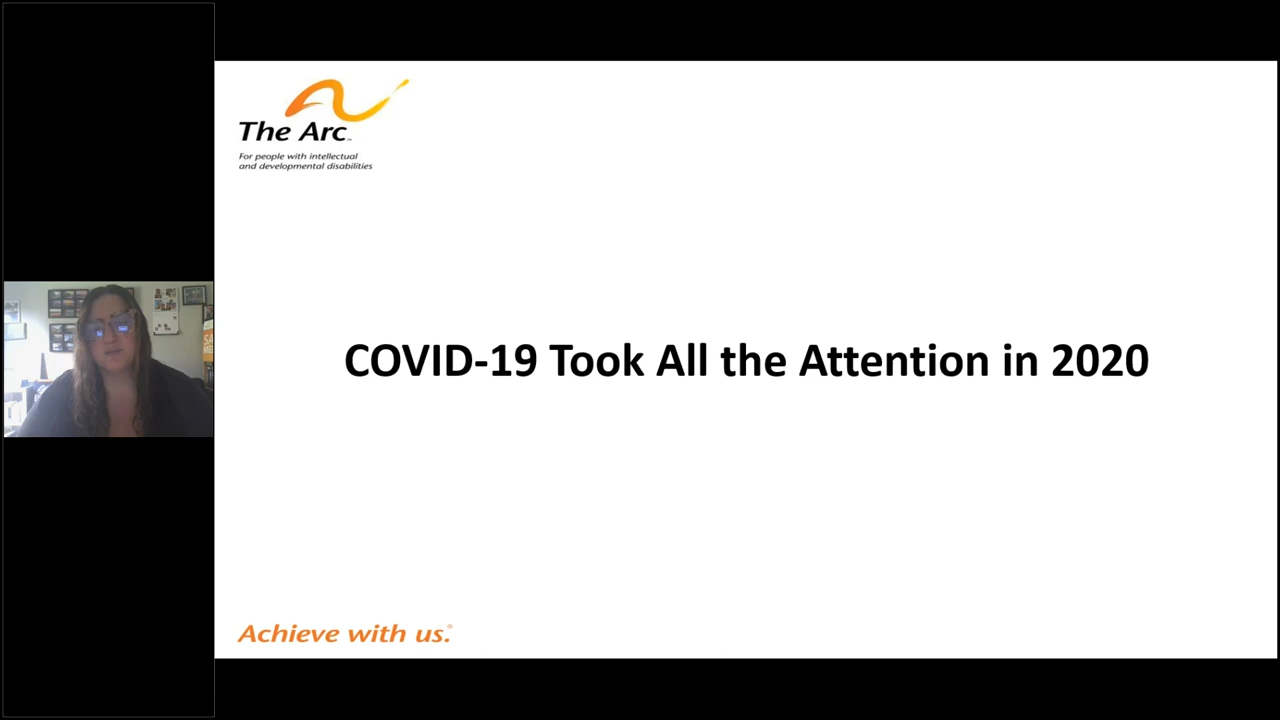 The Arc™
For people with intellectual
and developmental disabilities
COVID-19 Took All the Attention in 2020
Achieve with us.®